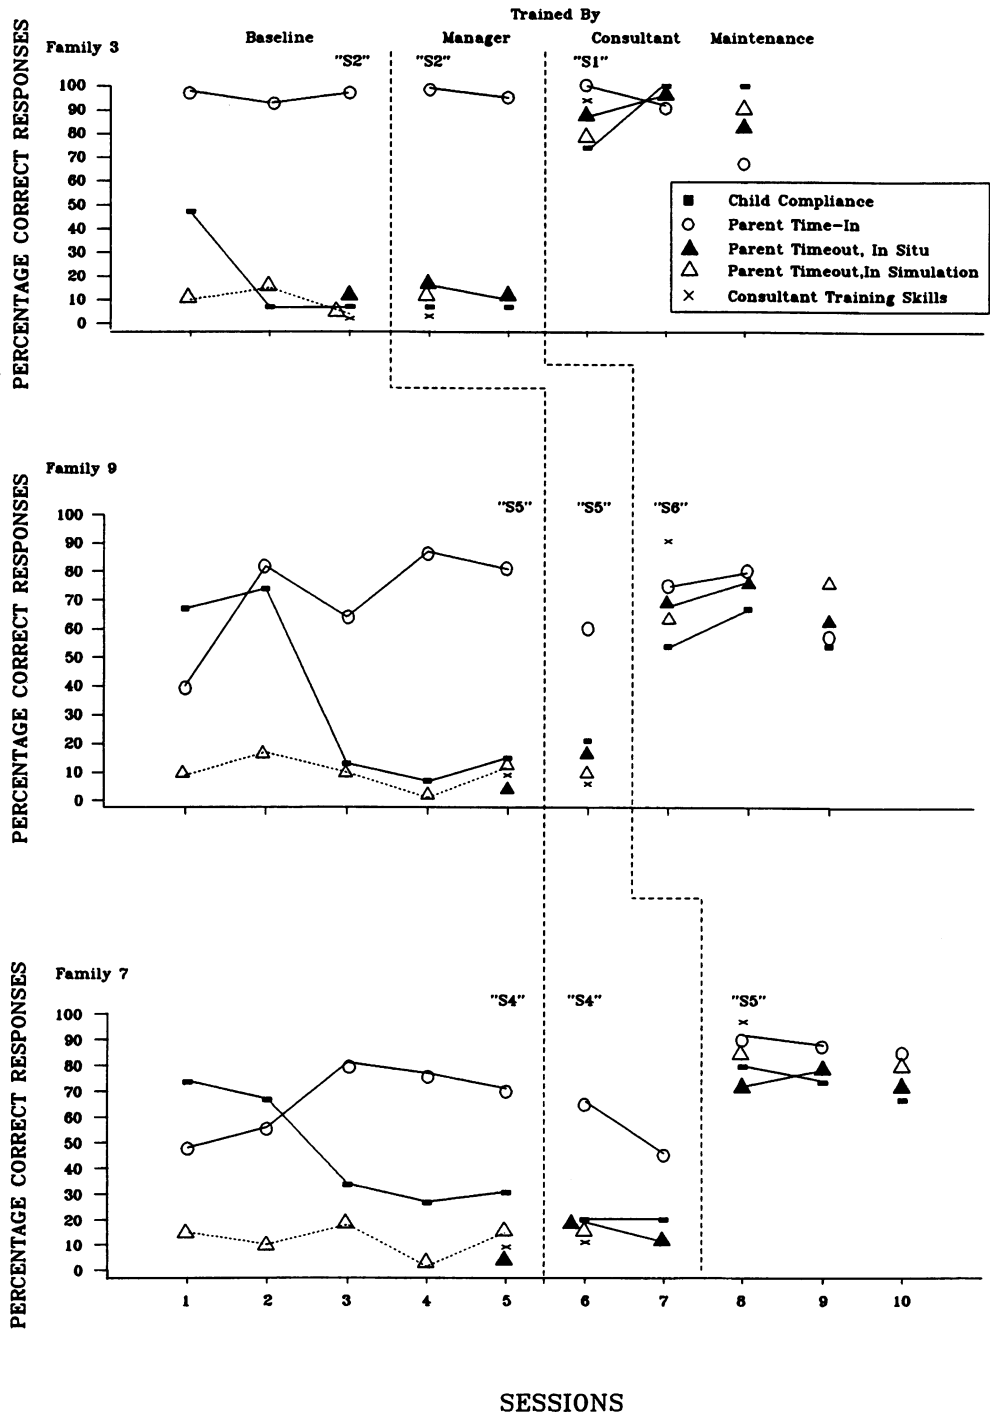 Trained By
Baseline Manager Consultant Maintenance
Family 3
"S2" "S2" "S1"
PERCENTAGE CORRECT RESPONSES
100
90
80
70
60
50
40
30
20
10
0
Child Compliance
Parent Time-In
Parent Timeout, In Situ
Parent Timeout,In Simulation
Consultant Training Skills
Family 9
"S5" "S5" "S6"
PERCENTAGE CORRECT RESPONSES
100
90
80
70
60
50
40
30
20
10
0
Family 7
"S4" "S4" "S5"
PERCENTAGE CORRECT RESPONSES
100
90
80
70
60
50
40
30
20
10
0
1 2 3 4 5 6 7 8 9 10
SESSIONS